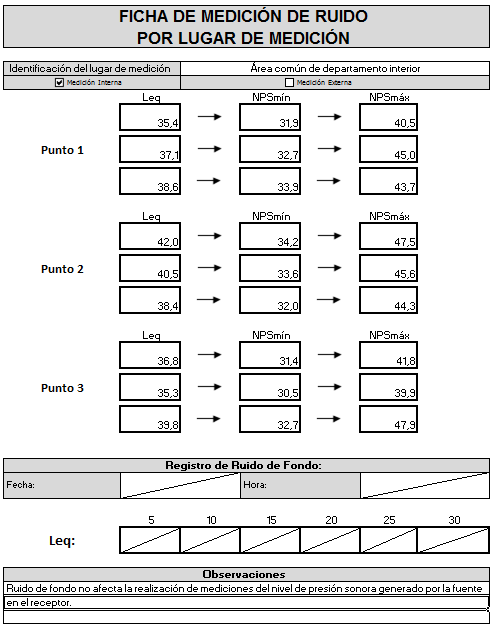 FICHA DE MEDICIÓN DE RUIDO
POR LUGAR DE MEDICIÓN
Identificación del lugar de medición Área común de departamento interior
Medición Interna Medición Externa
Leq NPSmín NPSmáx
35,4 31,9 40,5
Punto 1 37,1 32,7 45,0
38,6 33,9 43,7
Leq NPSmín NPSmáx
42,0 34,2 47,5
Punto 2 40,5 33,6 45,6
38,4 32,0 44,3
Leq NPSmín NPSmáx
36,8 31,4 41,8
Punto 3 35,3 30,5 39,9
39,8 32,7 47,9
Registro de Ruido de Fondo:
Fecha: Hora:
5 10 15 20 25 30
Leq:
Observaciones
Ruido de fondo no afecta la realización de mediciones del nivel de presión sonora generado por la fuente
en el receptor.